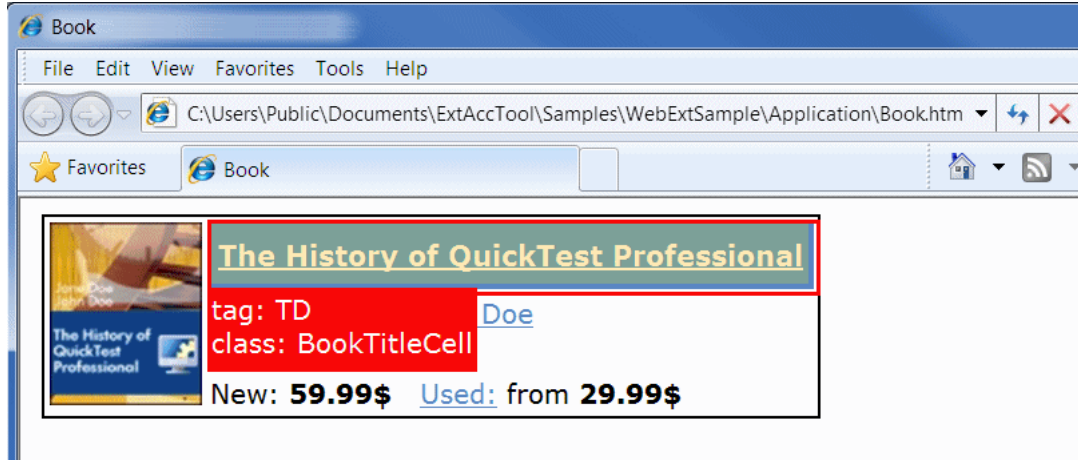 Book
File Edit View Favorites Tools Help
C:\Users\Public\Documents\ExtAccTool\Samples\WebExtSample\Application\Book.htm
Favorites Book
The History of QuickTest Professional
Jane Doe
John Doe
The History of
QuickTest
Professional
tag: TD
class: BookTitleCell
Doe
New: 59.99$ Used: from 29.99$